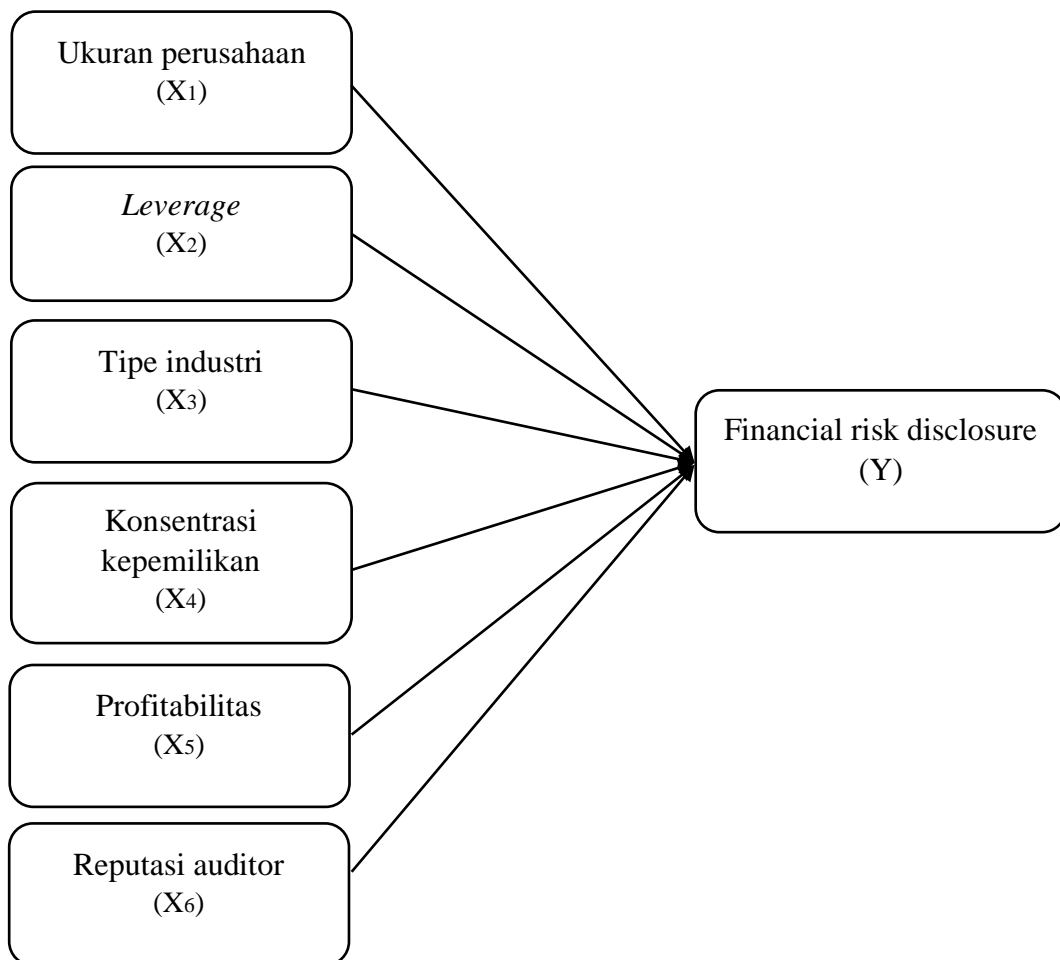 Ukuran perusahaan
(X1)
Leverage
(X2)
Tipe industri
(X3)
Konsentrasi
kepemilikan
(X4)
Profitabilitas
(X5)
Reputasi auditor
(X6)
Financial risk disclosure
(Y)